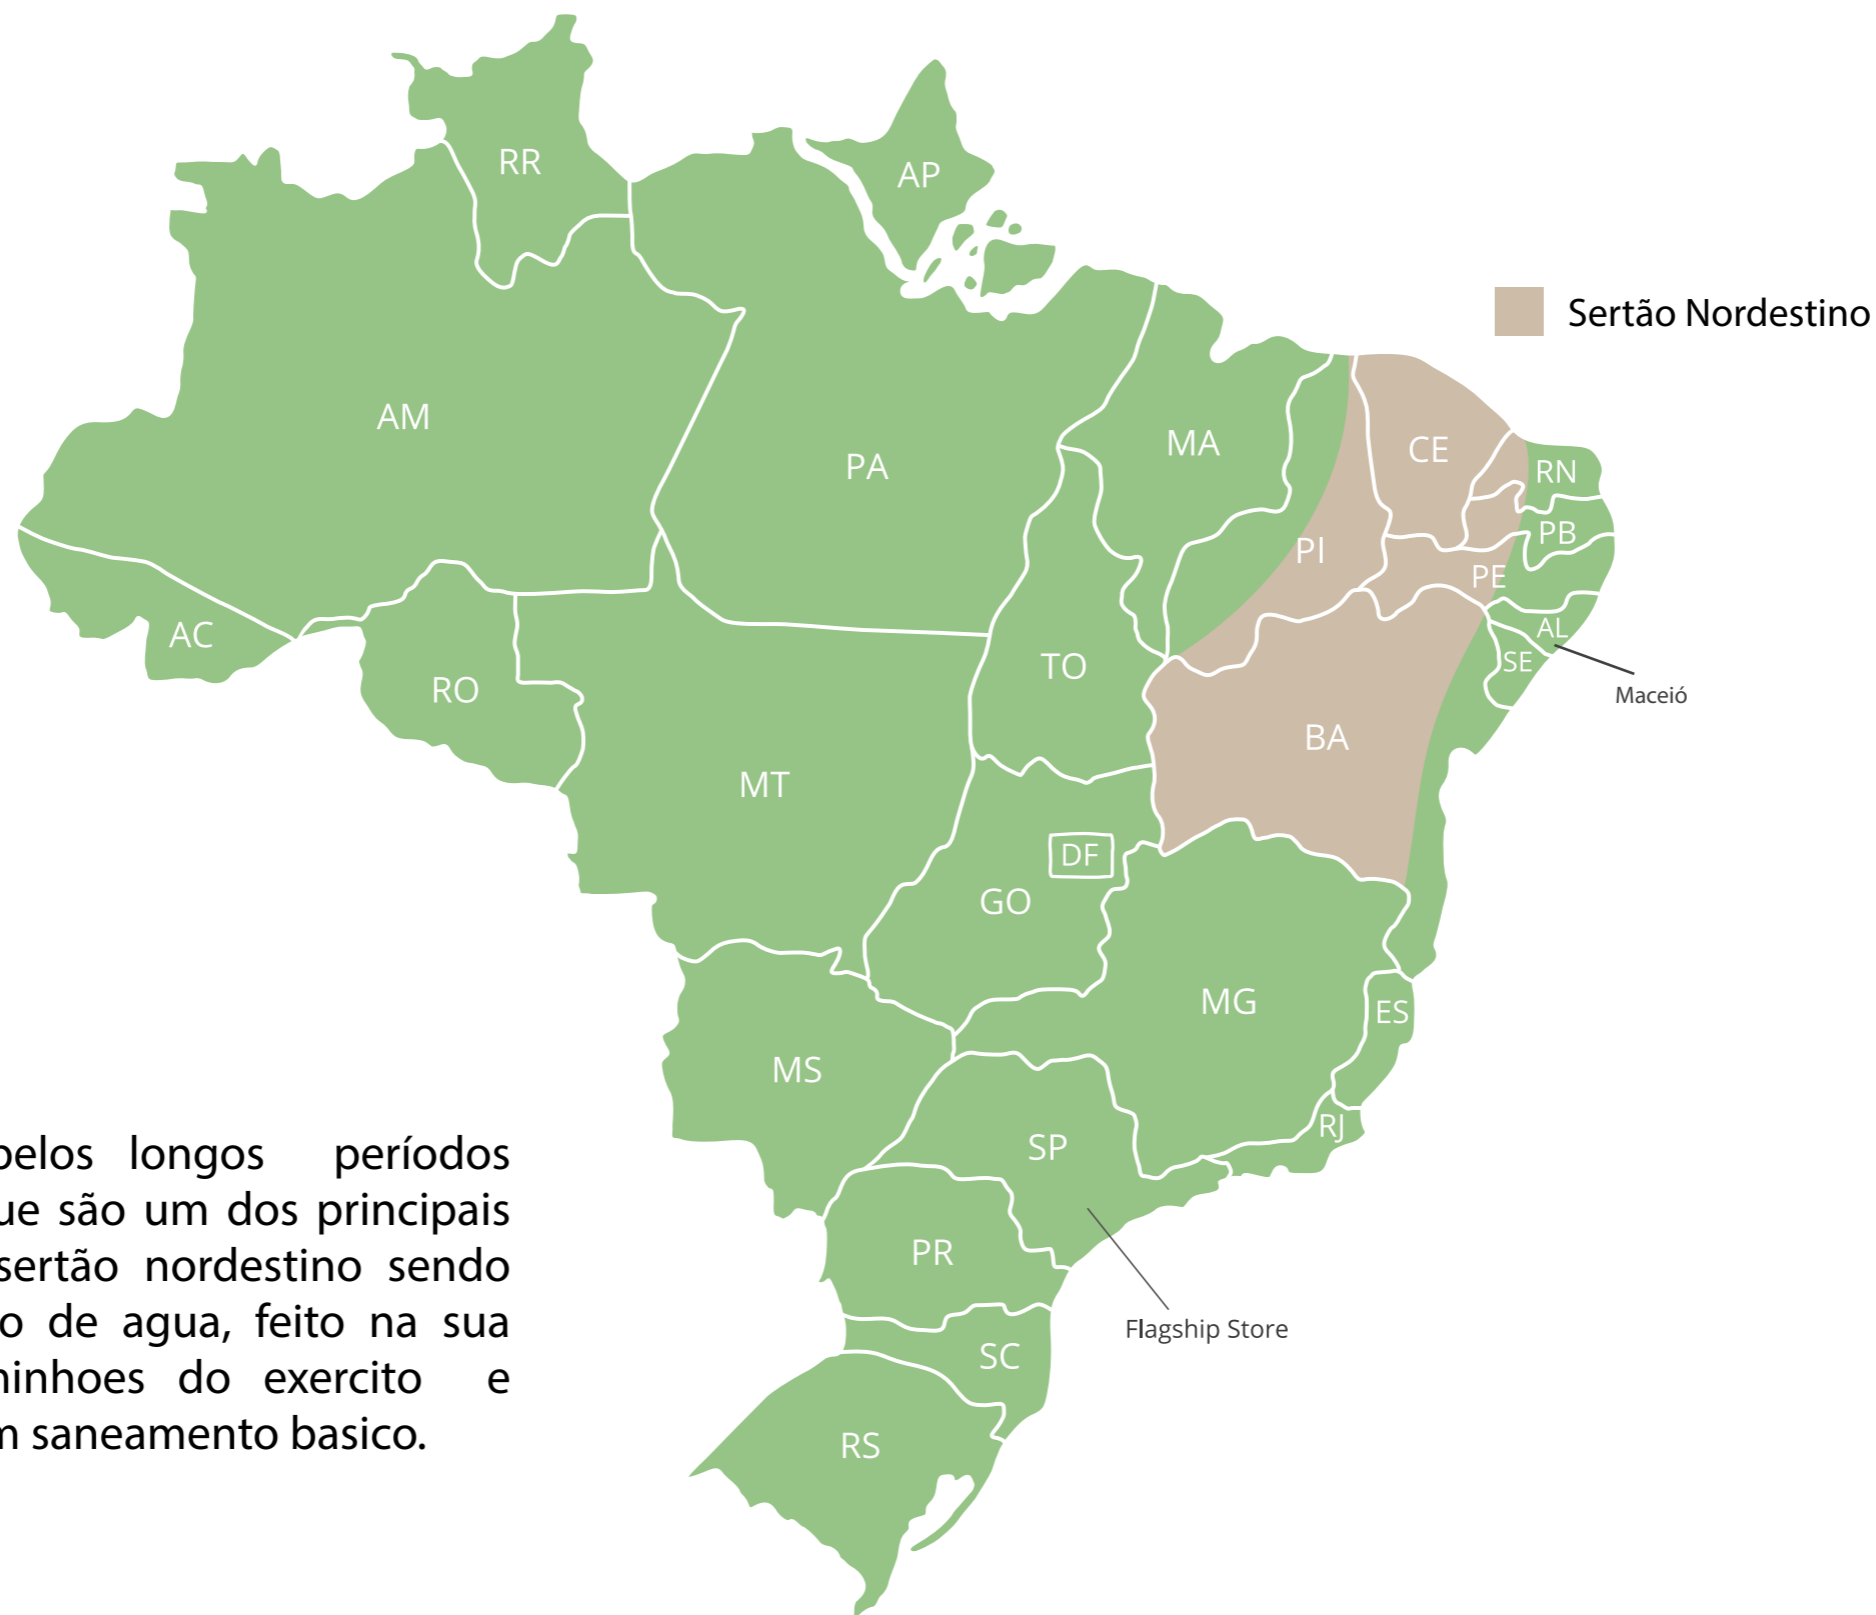 RR
AP
Sertão Nordestino
AM
PA
MA
CE
RN
PI
PB
PE
AC
AL
SE
TO
RO
Maceió
BA
MT
DF
GO
MG
ES
MS
RJ
SP
pelos longos períodos
que são um dos principais
sertão nordestino sendo
de agua, feito na sua
do exercito e
saneamento basico.
PR
Flagship Store
SC
RS